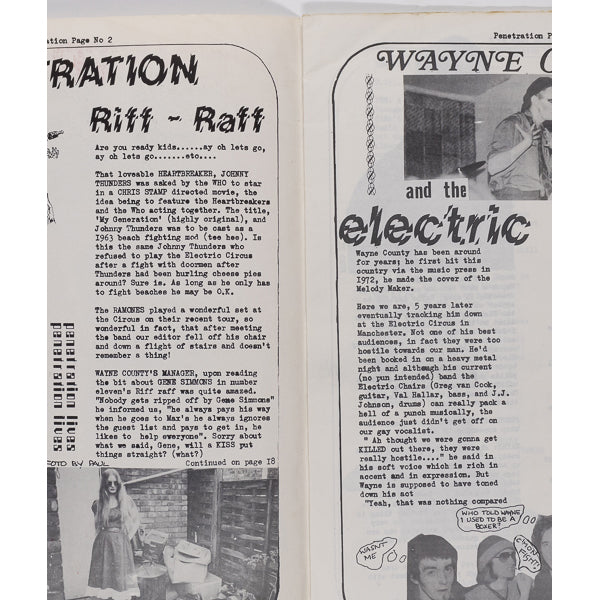 ation Page No 2
TRATION
Riff - Raff
Are you ready kids......ay oh lets go,
ay oh lets go.......etc....
That loveable HEARTBREAKER, JOHNNY
THUNDERS was asked by the WHO to star
in a CHRIS STAMP directed movie, the
idea being to feature the Heartbreakers
and the Who acting together. The title,
'My Generation' (highly original), and
Johnny Thunders was to be cast as a
I963 beach fighting mod (tee hee). Is
this the same Johnny Thunders who
refused to play the Electric Circus
after a fight with doormen after
Thunders had been hurling cheese pies
around? Sure is. As long as he only has
to fight beaches he may be O.K.
The RAMONES played a wonderful set at
the Circus on their recent tour, so
wonderful in fact, that after meeting
the band our editor fell off his chair
and down a flight of stairs and doesn't
remember a thing!
WAYNE COUNTY'S MANAGER, upon reading
the bit about GENE SIMMONS in number
eleven's Riff raff was quite amazed.
"Nobody gets ripped off by Gene Simmons"
he informed us, "he always pays his way
when he goes to Max's he always ignores
the guest list and pays to get in, he
likes to help everyone". Sorry about
what we said, Gene, will a KISS put
things straight? (what?)
Continued on page I8
penetration lives
penetration lives
OTO BY PAUL
Penetration P
WAYNE C
and the
electric
Wayne County has been around
for years; he first hit this
country via the music press in
I972, he made the cover of the
Melody Maker.
Here we are, 5 years later
eventually tracking him down
at the Electric Circus in
Manchester. Not one of his best
audiences, in fact they were too
hostile towards our man. He'd
been booked in on a heavy metal
night and although his current
(no pun intended) band the
Electric Chairs (Greg van Cook,
guitar, Val Hallar, bass, and J.J.
Johnson, drums) can really pack a
hell of a punch musically, the
audience just didn't get off on
our gay vocalist.
" Ah thought we were gonna get
KILLED out there, they were
really hostile...." he said in
his soft voice which is rich in
accent and in expression. But
Wayne is supposed to have toned
down his act
"Yeah, that was nothing compared
WHO TOLD WAYNE
I USED TO BE A
BOXER?
WASNT
ME
C'MON
FIGHT!